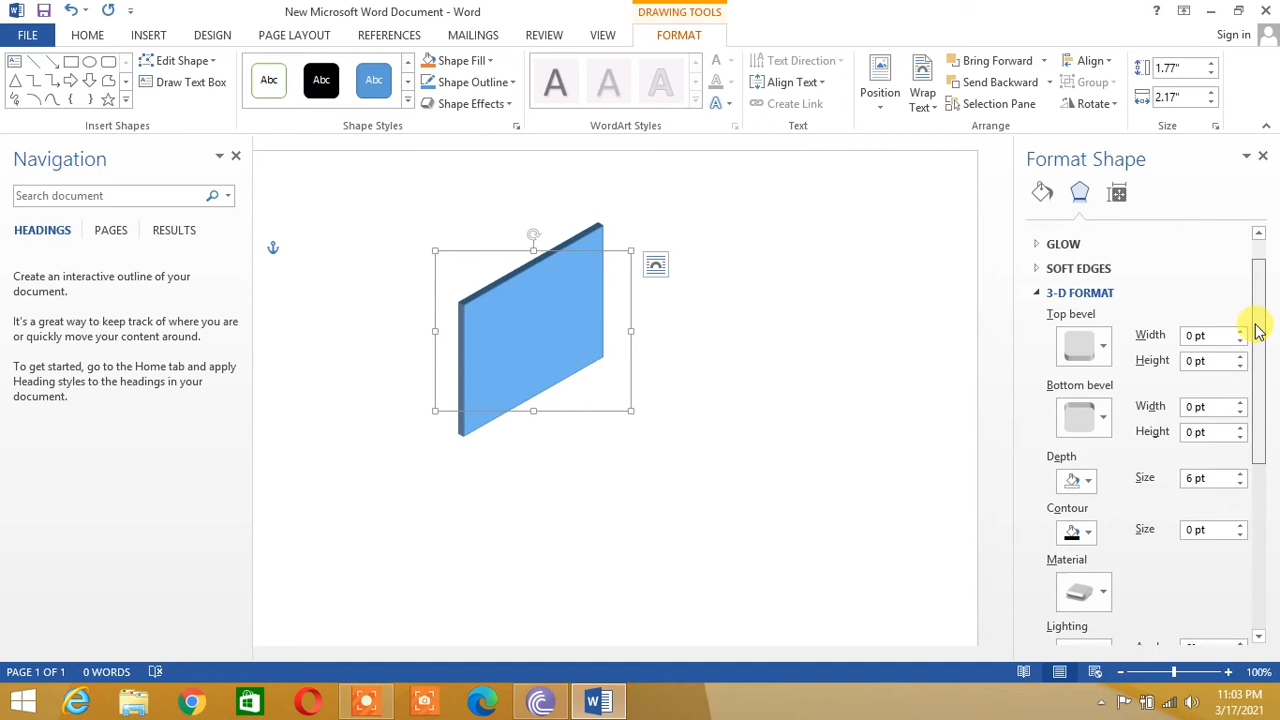 New Microsoft Word Document - Word
DRAWING TOOLS
?
FILE
HOME
INSERT
DESIGN
PAGE LAYOUT
REFERENCES
MAILINGS
REVIEW
VIEW
FORMAT
Sign in
Edit Shape
Draw Text Box
Insert Shapes
Abc
Abc
Abc
Shape Fill
Shape Outline
Shape Effects
Shape Styles
A
A
A
A
A
A
WordArt Styles
Text Direction
Align Text
Create Link
Text
Position
Wrap
Text
Bring Forward
Send Backward
Selection Pane
Align
Group
Rotate
Arrange
1.77"
2.17"
Size
Navigation
Search document
HEADINGS
PAGES
RESULTS
Create an interactive outline of your
document.
It's a great way to keep track of where you are
or quickly move your content around.
To get started, go to the Home tab and apply
Heading styles to the headings in your
document.
Format Shape
GLOW
SOFT EDGES
3-D FORMAT
Top bevel
Width
0 pt
Height
0 pt
Bottom bevel
Width
0 pt
Height
0 pt
Depth
Size
6 pt
Contour
Size
0 pt
Material
Lighting
PAGE 1 OF 1
0 WORDS
100%
11:03 PM
3/17/2021